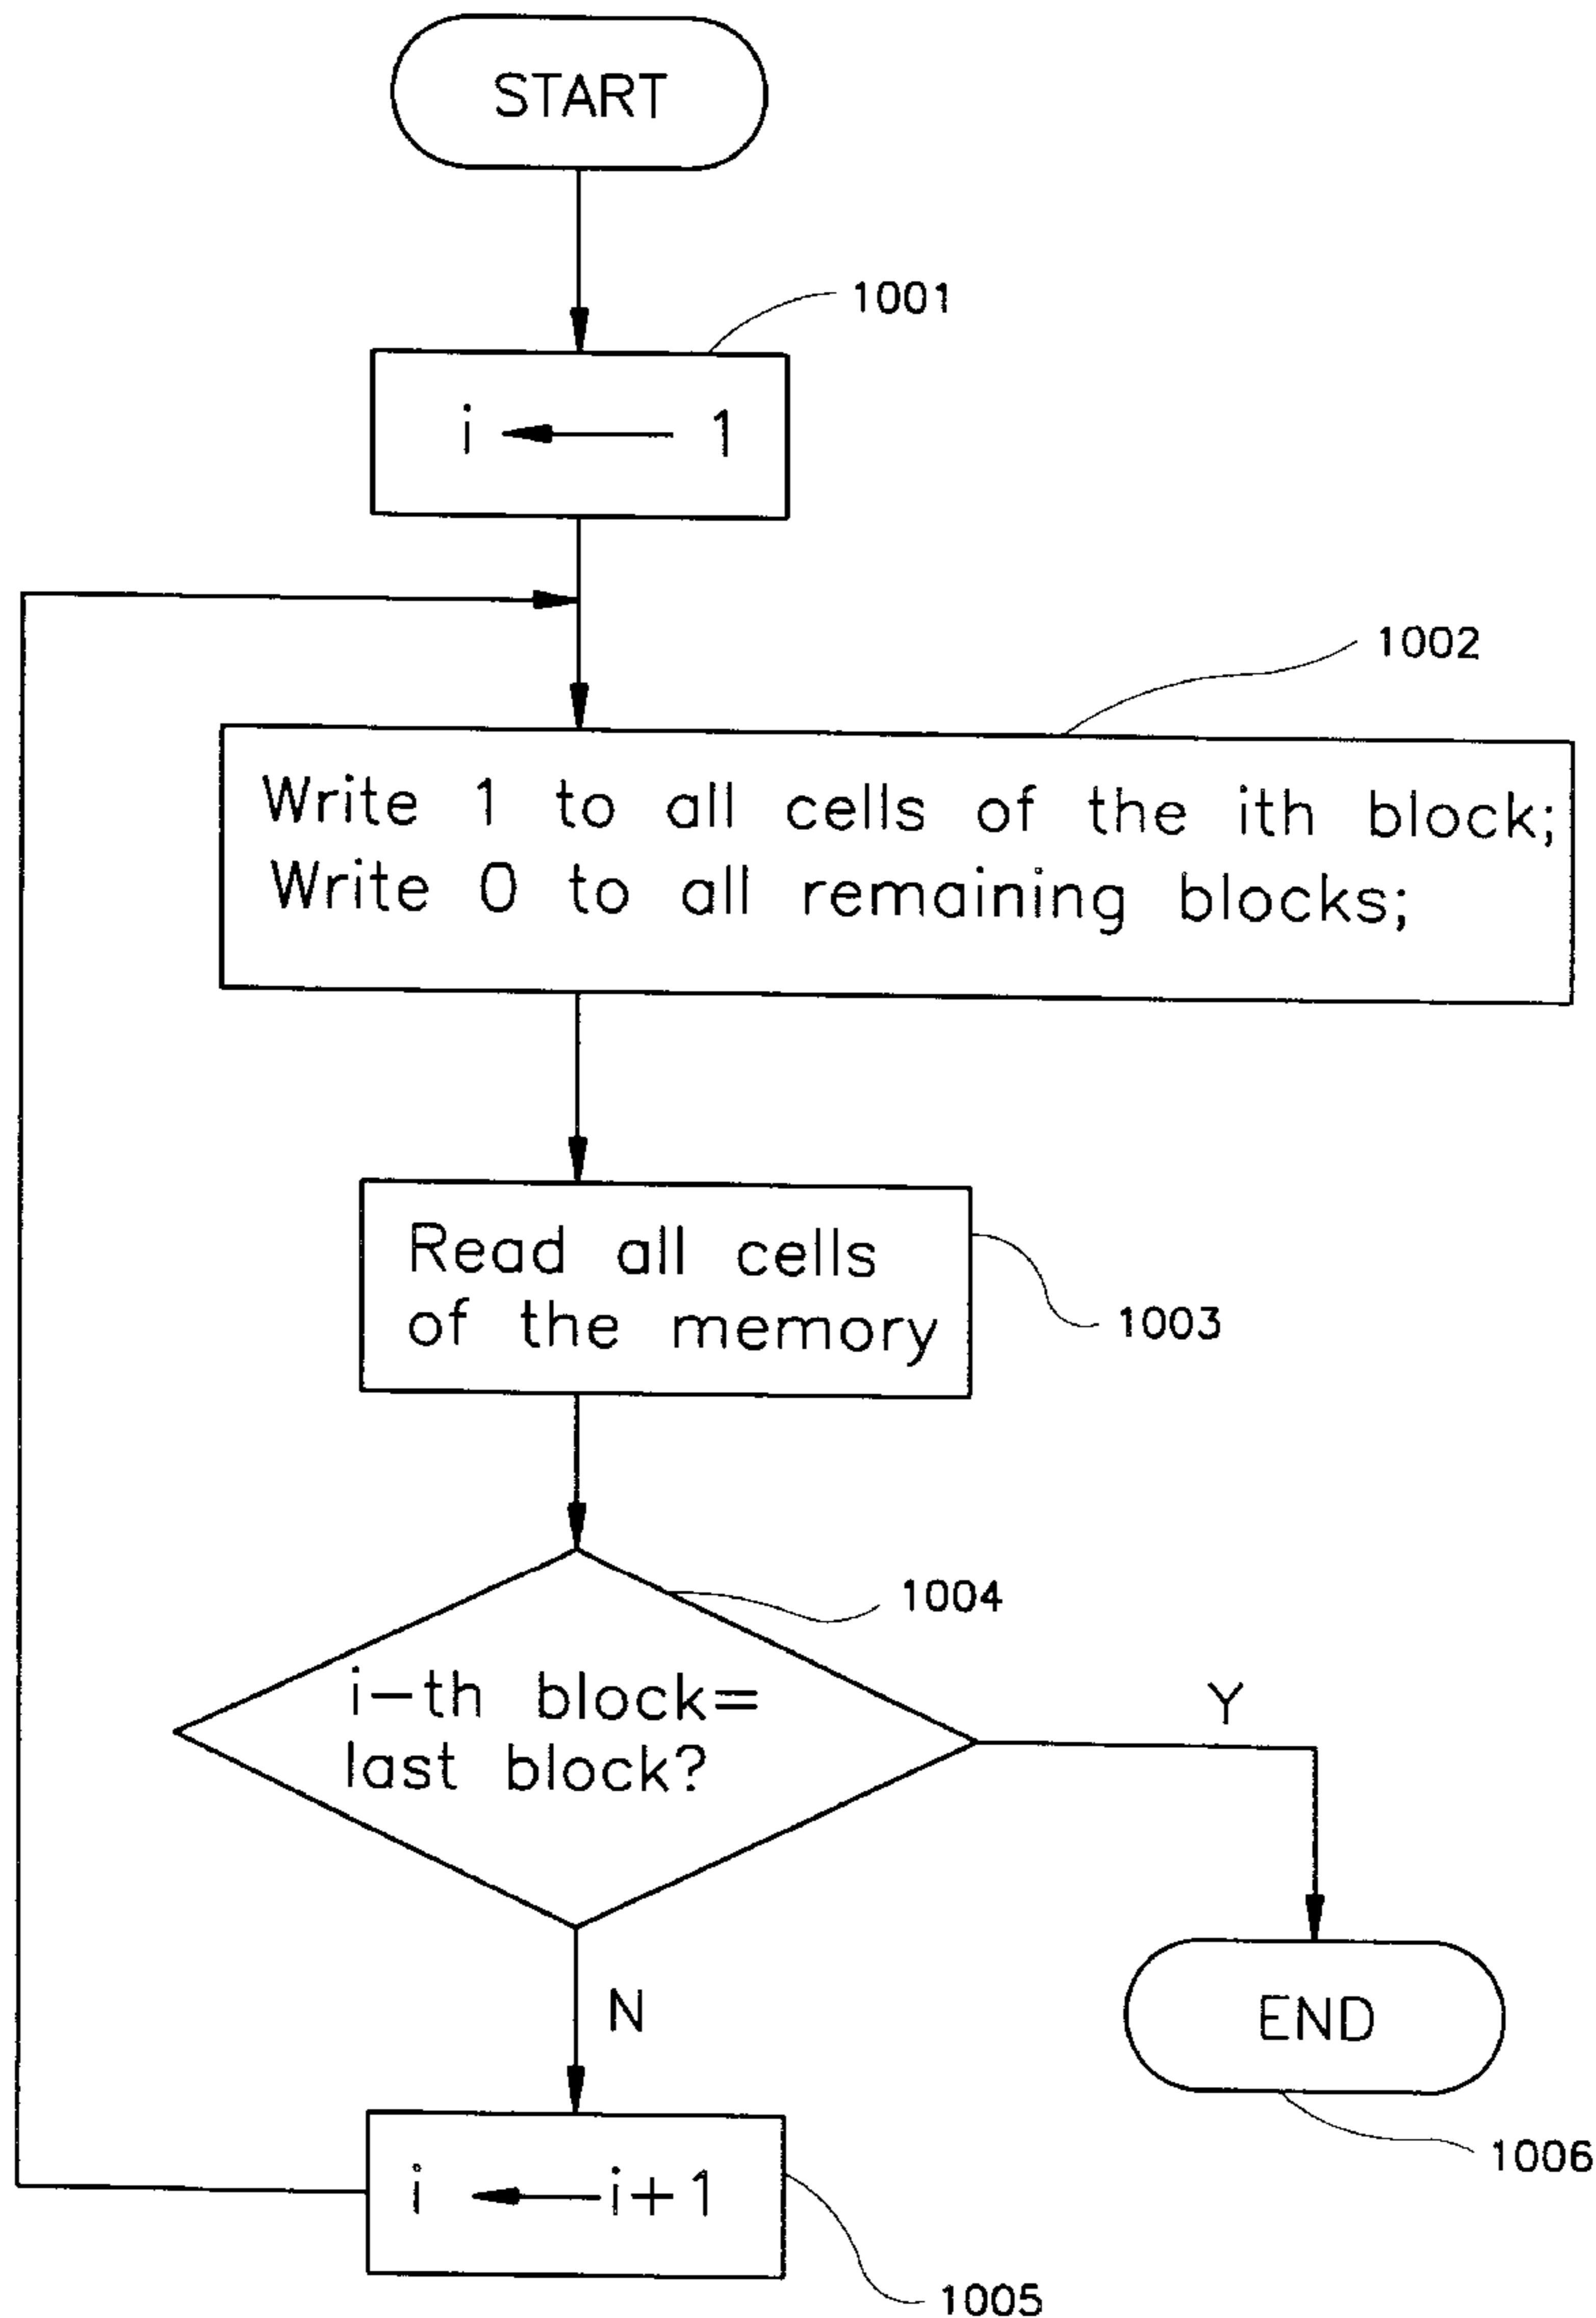 START
1001
i ← 1
1002
Write 1 to all cells of the ith block;
Write 0 to all remaining blocks;
Read all cells
of the memory
1003
1004
i-th block=
last block?
Y
N
END
1006
i ← i+1
1005